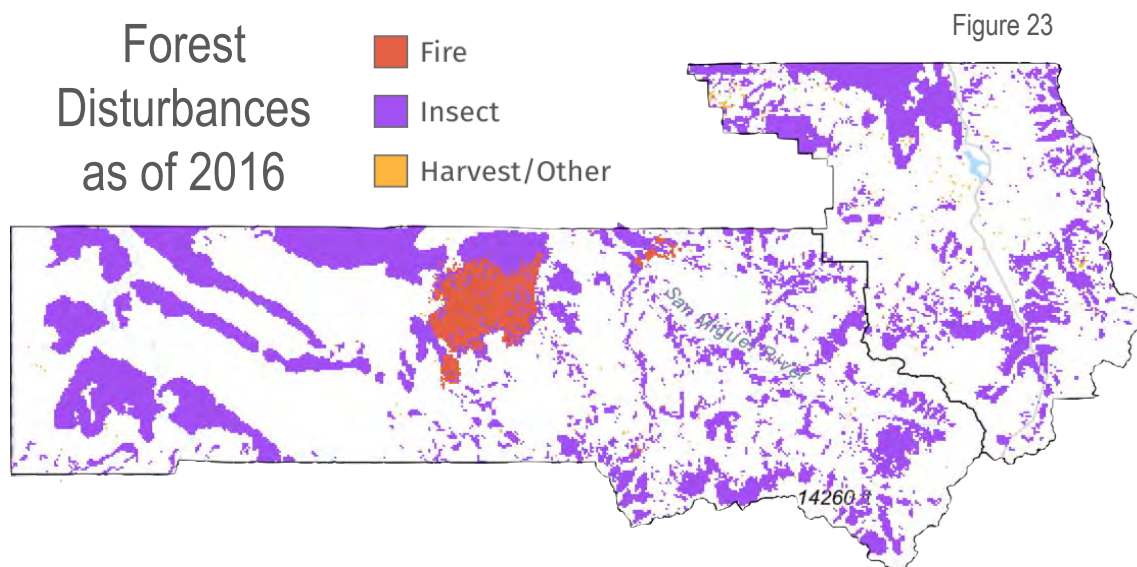 Forest
Disturbances
as of 2016
Fire
Insect
Harvest/Other
Figure 23
San Miguel River
14260